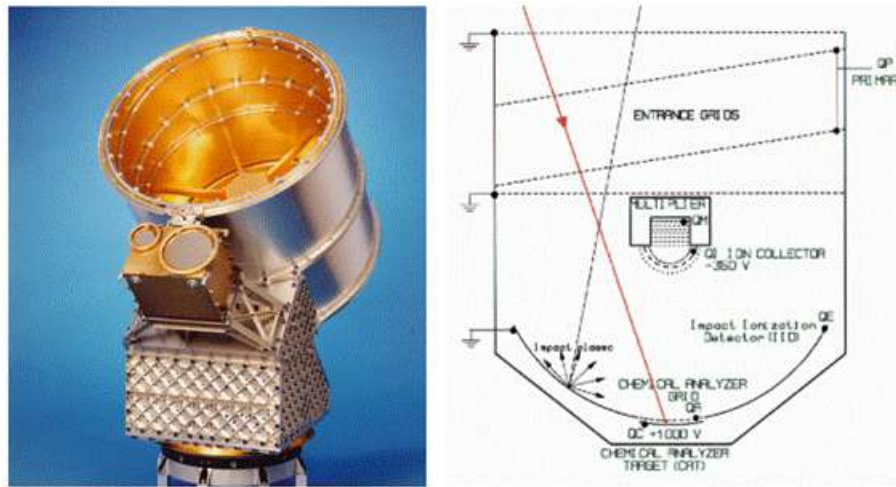 QP
PRIMAR
ENTRANCE GRIDS
MULTIPLIER
QM
QI ION COLLECTOR
-350 V
QE
Impact Ionization
Detector (IID)
Impact plasma
CHEMICAL ANALYZER
GRID
QA
QC +1000 V
CHEMICAL ANALYZER
TARGET (CAT)